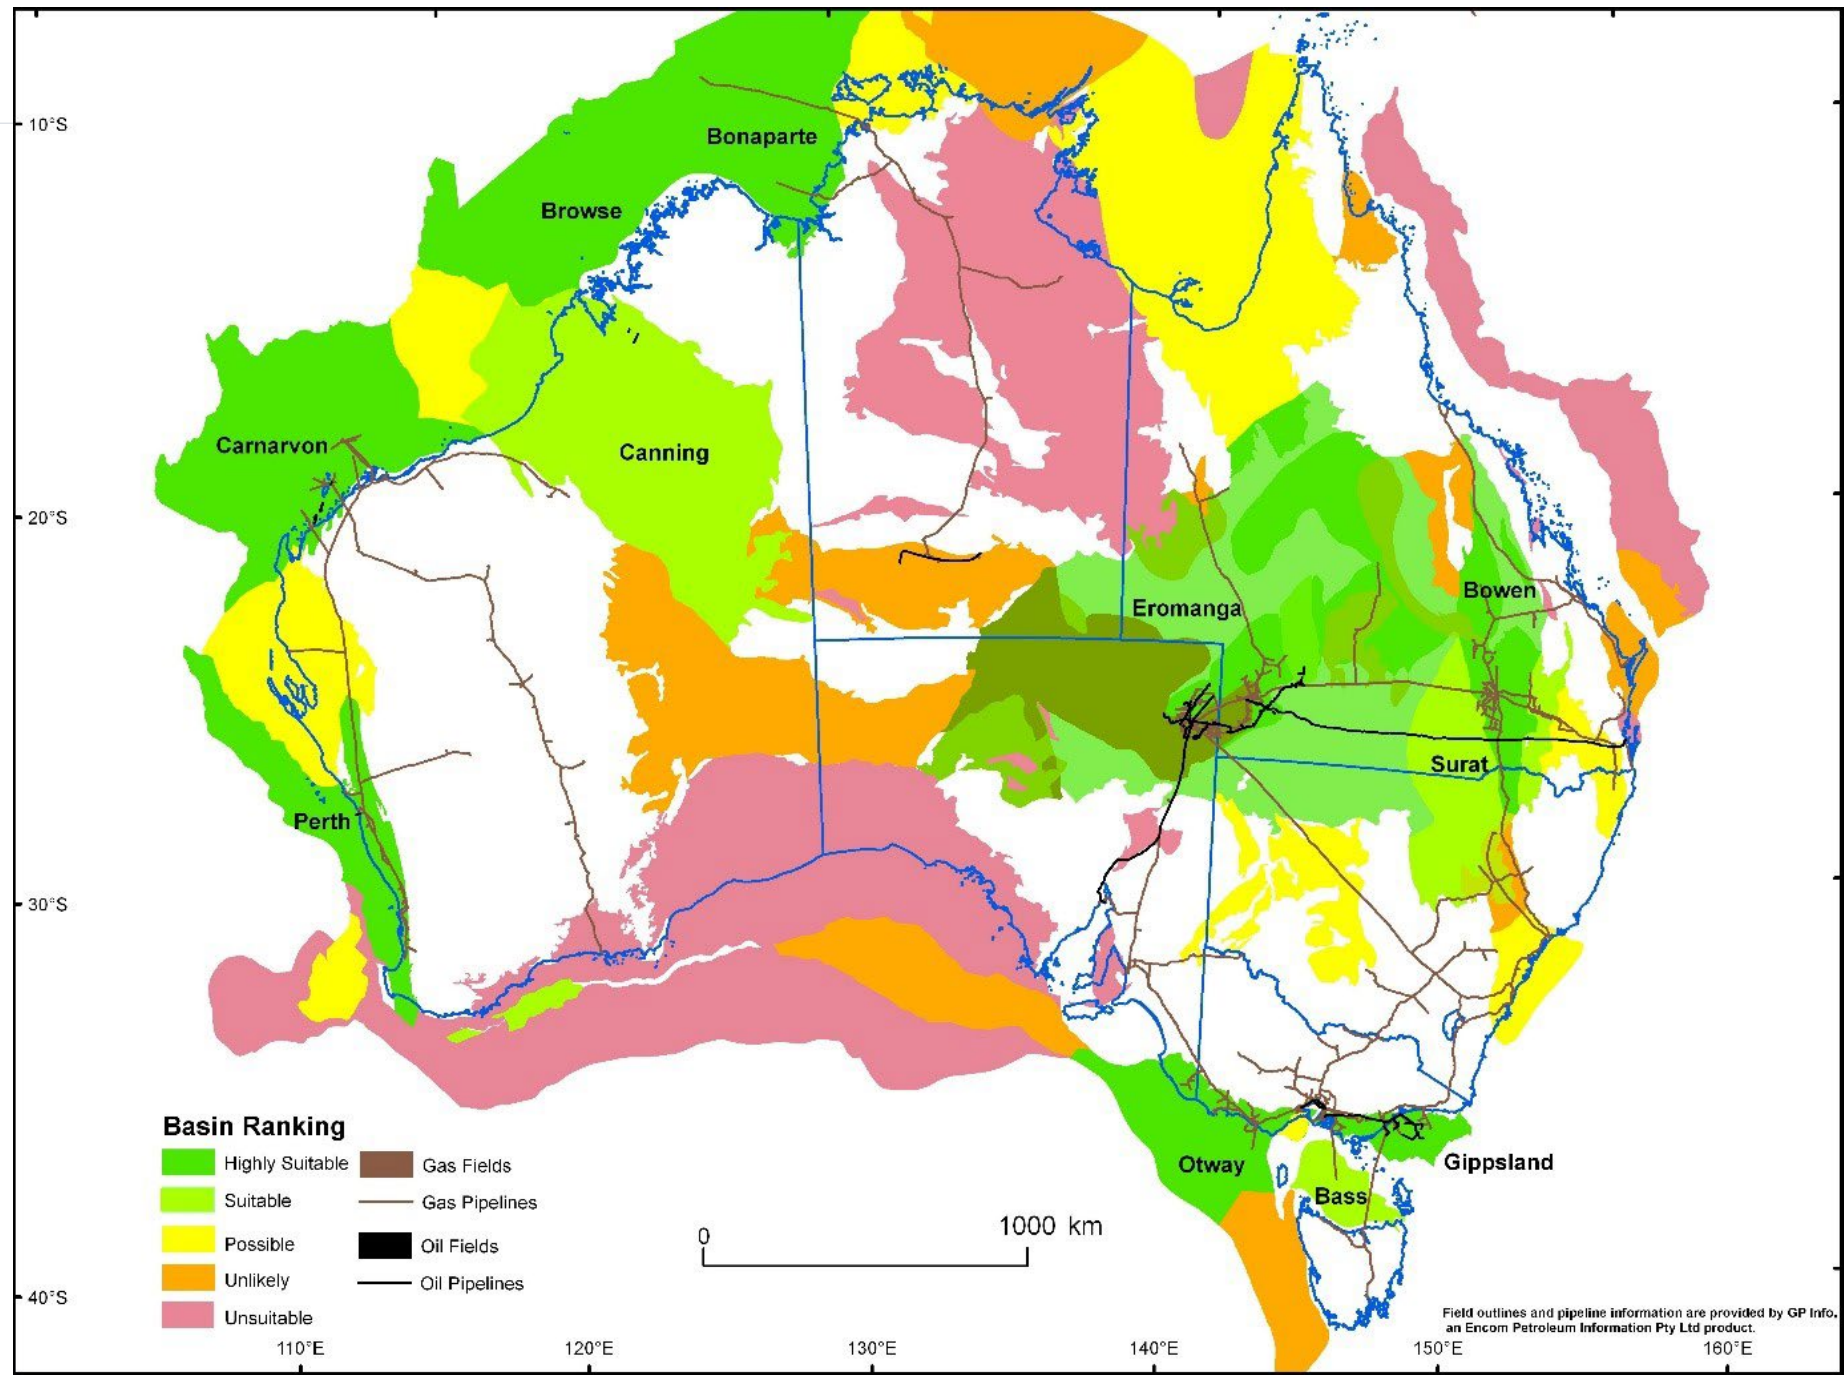 Bonaparte
10°S
Browse
Carnarvon
Canning
20°S
Bowen
Eromanga
Surat
Perth
30°S
Basin Ranking
Highly Suitable
Gas Fields
Suitable
Gas Pipelines
Possible
Oil Fields
Unlikely
Oil Pipelines
Unsuitable
0
1000 km
Otway
Gippsland
Bass
40°S
Field outlines and pipeline information are provided by GP Info,
an Encom Petroleum Information Pty Ltd product.
110°E
120°E
130°E
140°E
150°E
160°E